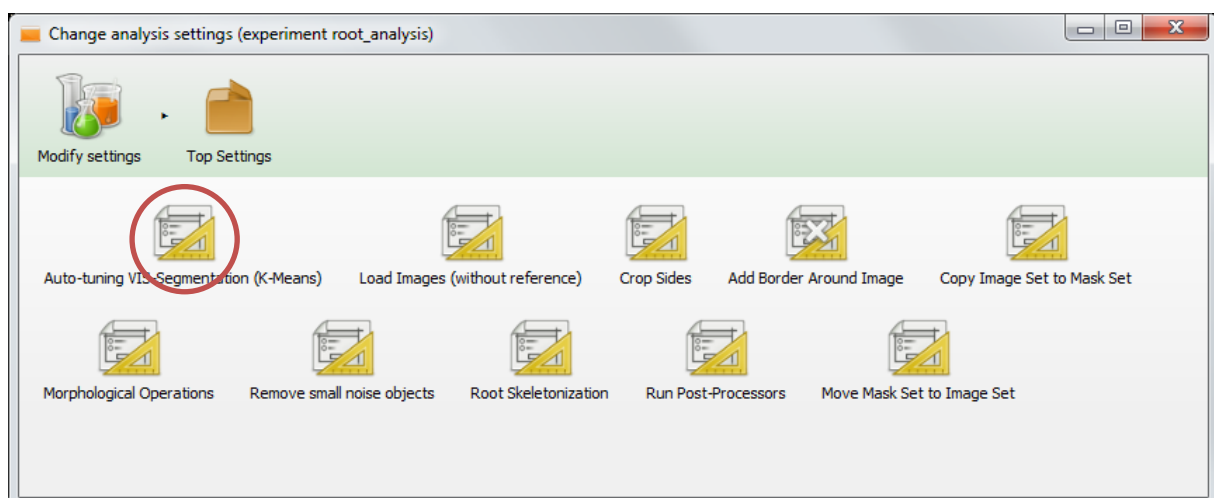 Change analysis settings (experiment root_analysis)
Modify settings Top Settings
Auto-tuning VIS-Segmentation (K-Means) Load Images (without reference) Crop Sides Add Border Around Image Copy Image Set to Mask Set
Morphological Operations Remove small noise objects Root Skeletonization Run Post-Processors Move Mask Set to Image Set